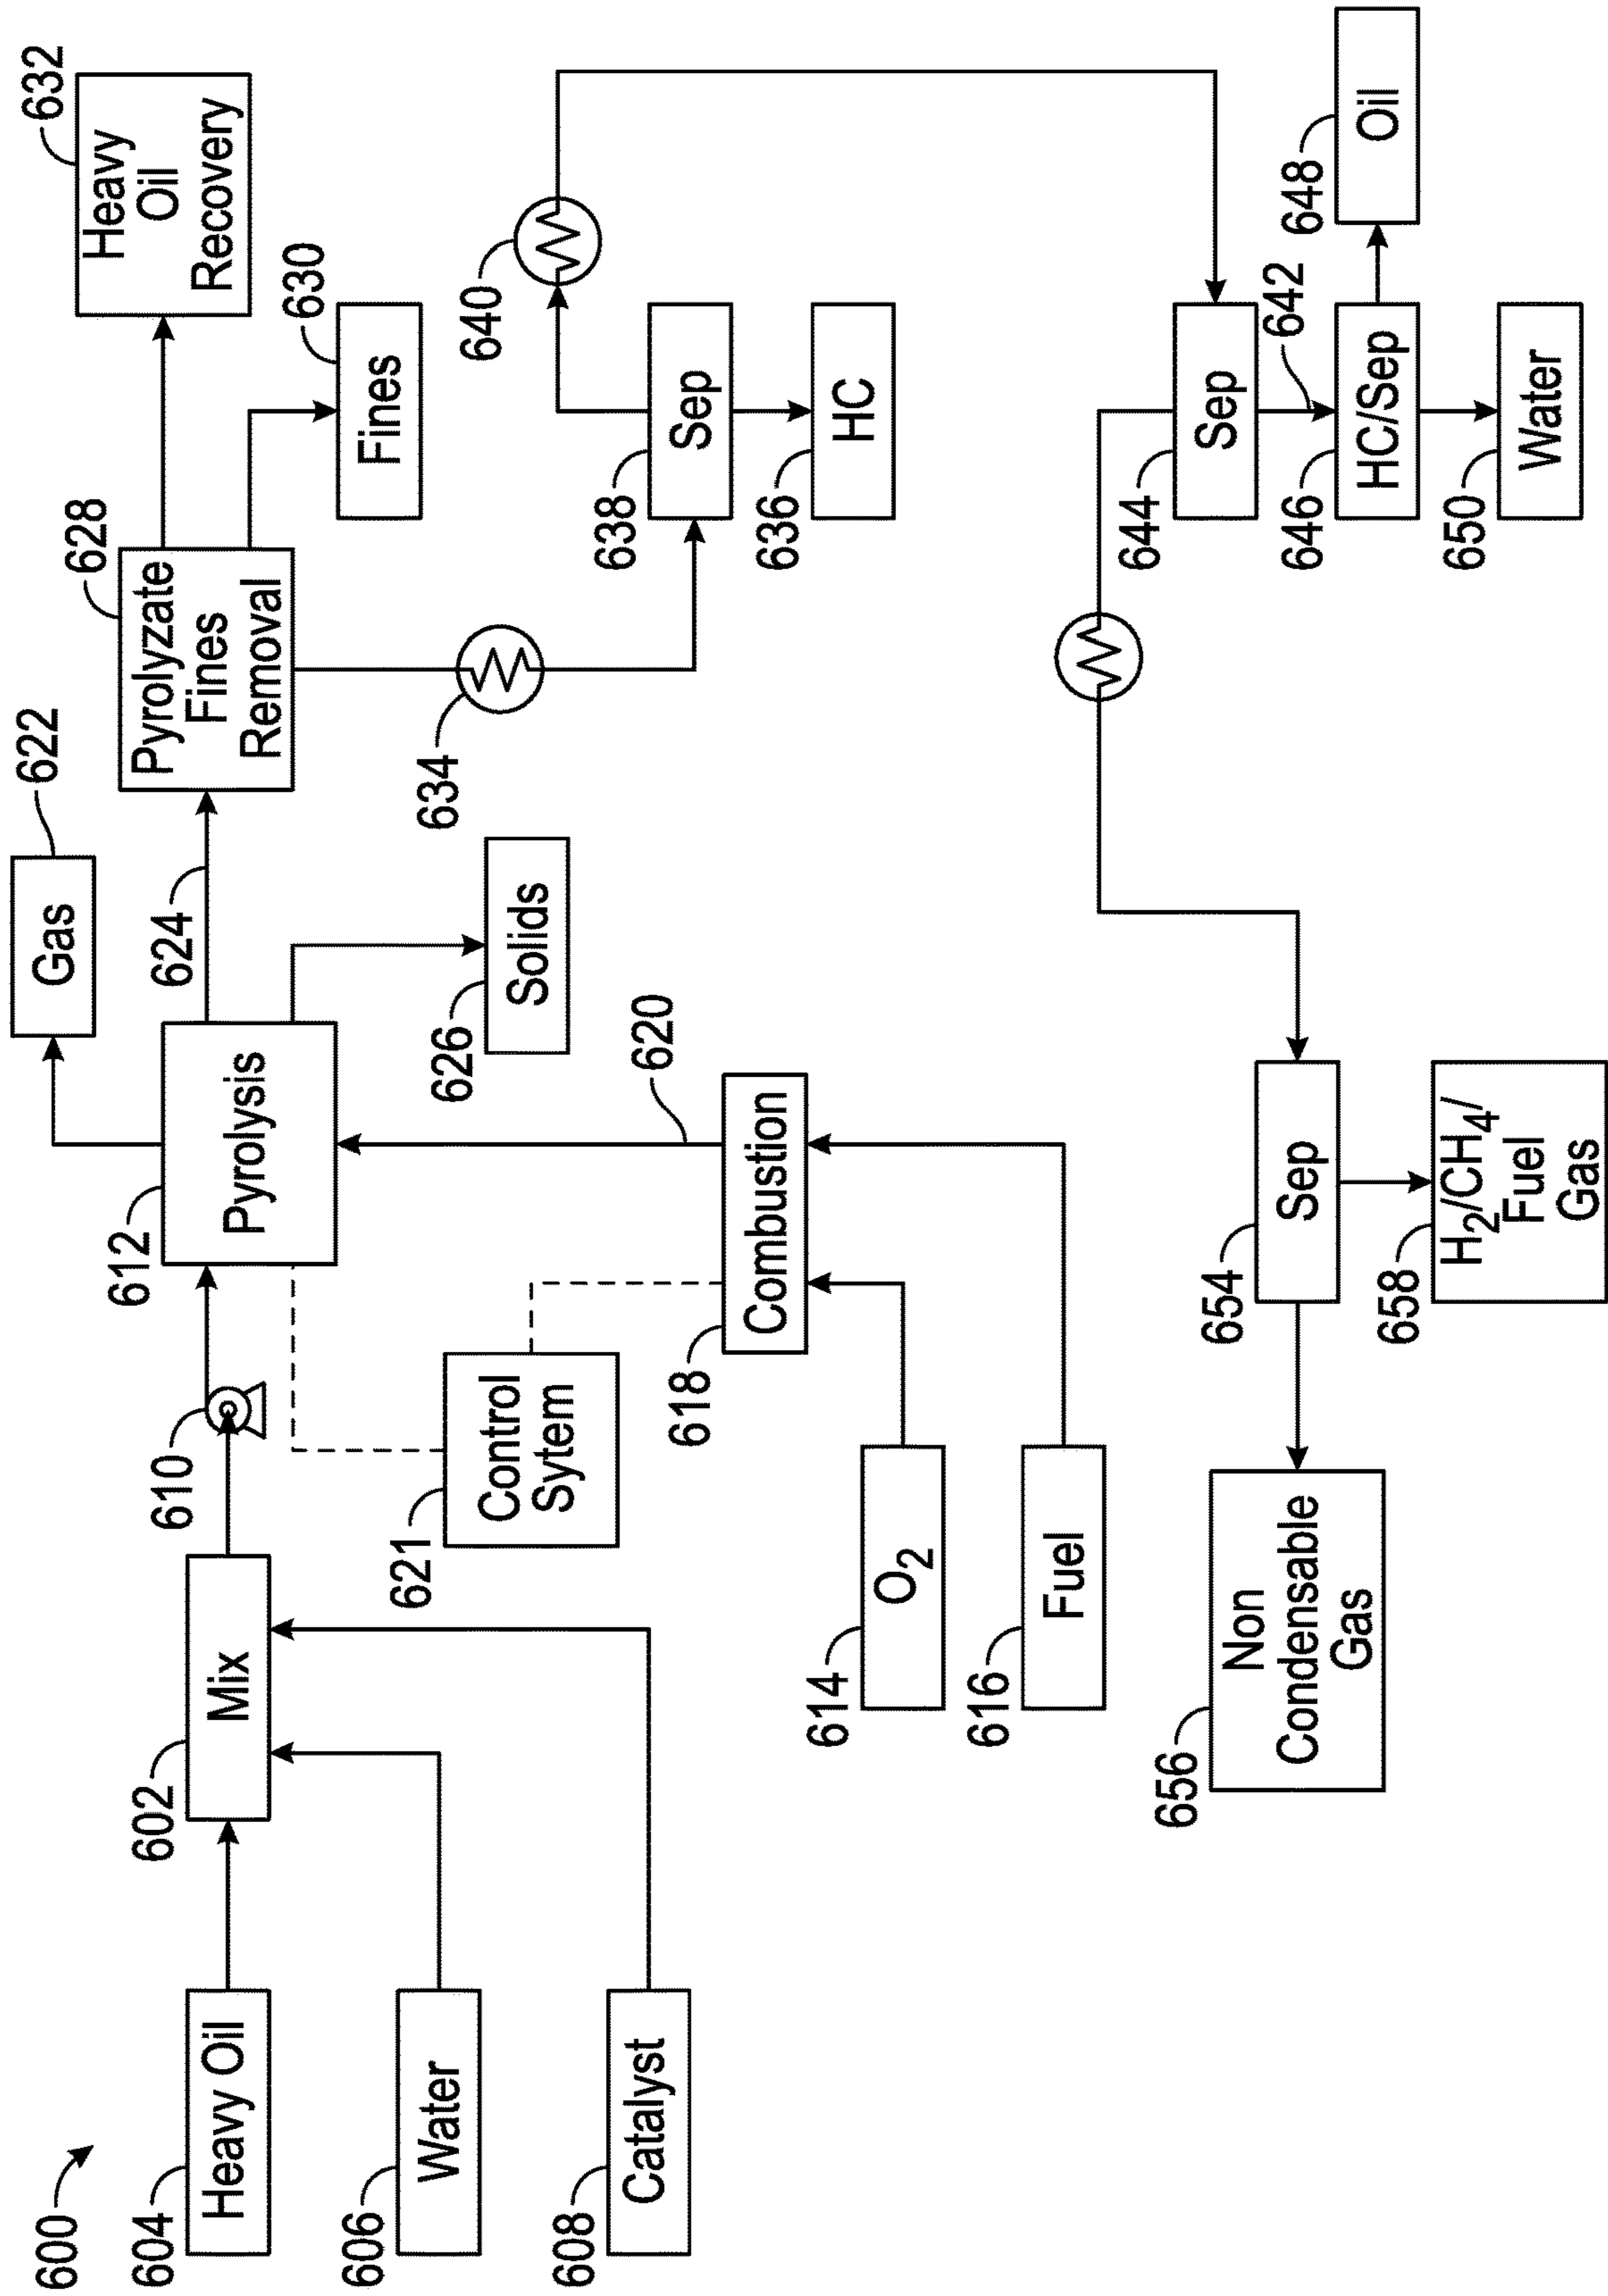 600
604
Heavy Oil
606
Water
608
Catalyst
602
Mix
610
612
Pyrolysis
Gas
622
624
626
Solids
628
Pyrolyzate
Fines
Removal
632
Heavy
Oil
Recovery
630
Fines
634
640
638
Sep
636
HC
621
Control
Sytem
620
618
Combustion
614
O₂
616
Fuel
644
Sep
642
646
HC/Sep
648
Oil
650
Water
654
Sep
656
Non
Condensable
Gas
658
H₂/CH₄/
Fuel
Gas